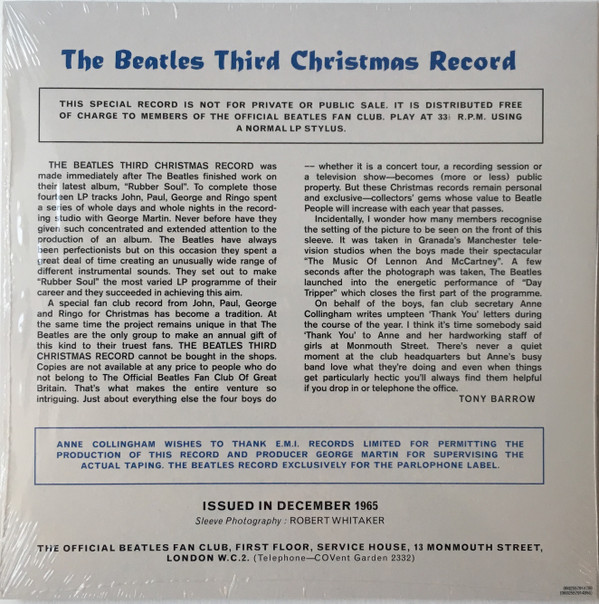 The Beatles Third Christmas Record
THIS SPECIAL RECORD IS NOT FOR PRIVATE OR PUBLIC SALE. IT IS DISTRIBUTED FREE
OF CHARGE TO MEMBERS OF THE OFFICIAL BEATLES FAN CLUB. PLAY AT 33⅓ R.P.M. USING
A NORMAL LP STYLUS.
THE BEATLES THIRD CHRISTMAS RECORD was
made immediately after The Beatles finished work on
their latest album, "Rubber Soul". To complete those
fourteen LP tracks John, Paul, George and Ringo spent
a series of whole days and whole nights in the record-
ing studio with George Martin. Never before have they
given such concentrated and extended attention to the
production of an album. The Beatles have always
been perfectionists but on this occasion they spent a
great deal of time creating an unusually wide range of
different instrumental sounds. They set out to make
"Rubber Soul" the most varied LP programme of their
career and they succeeded in achieving this aim.
A special fan club record from John, Paul, George
and Ringo for Christmas has become a tradition. At
the same time the project remains unique in that The
Beatles are the only group to make an annual gift of
this kind to their truest fans. THE BEATLES THIRD
CHRISTMAS RECORD cannot be bought in the shops.
Copies are not available at any price to people who do
not belong to The Official Beatles Fan Club Of Great
Britain. That's what makes the entire venture so
intriguing. Just about everything else the four boys do
–– whether it is a concert tour, a recording session or
a television show—becomes (more or less) public
property. But these Christmas records remain personal
and exclusive—collectors' gems whose value to Beatle
People will increase with each year that passes.
Incidentally, I wonder how many members recognise
the setting of the picture to be seen on the front of this
sleeve. It was taken in Granada's Manchester tele-
vision studios when the boys made their spectacular
"The Music Of Lennon And McCartney". A few
seconds after the photograph was taken, The Beatles
launched into the energetic performance of "Day
Tripper" which closes the first part of the programme.
On behalf of the boys, fan club secretary Anne
Collingham writes umpteen 'Thank You' letters during
the course of the year. I think it's time somebody said
'Thank You' to Anne and her hardworking staff of
girls at Monmouth Street. There's never a quiet
moment at the club headquarters but Anne's busy
band love what they're doing and even when things
get particularly hectic you'll always find them helpful
if you drop in or telephone the office.
TONY BARROW
ANNE COLLINGHAM WISHES TO THANK E.M.I. RECORDS LIMITED FOR PERMITTING THE
PRODUCTION OF THIS RECORD AND PRODUCER GEORGE MARTIN FOR SUPERVISING THE
ACTUAL TAPING. THE BEATLES RECORD EXCLUSIVELY FOR THE PARLOPHONE LABEL.
ISSUED IN DECEMBER 1965
Sleeve Photography : ROBERT WHITAKER
THE OFFICIAL BEATLES FAN CLUB, FIRST FLOOR, SERVICE HOUSE, 13 MONMOUTH STREET,
LONDON W.C.2. (Telephone—COVent Garden 2332)